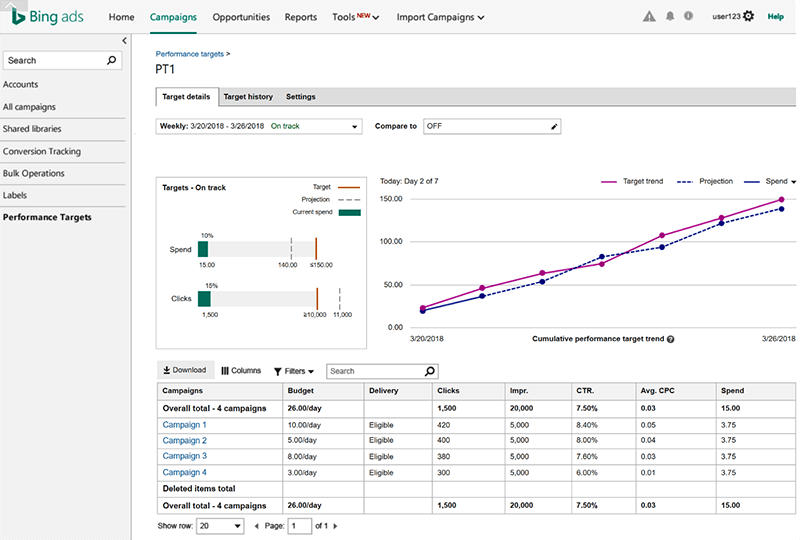 Bing ads Home Campaigns Opportunities Reports Tools NEW Import Campaigns user123 Help
Search
Accounts
All campaigns
Shared libraries
Conversion Tracking
Bulk Operations
Labels
Performance Targets
Performance targets >
PT1
Target details Target history Settings
Weekly: 3/20/2018 - 3/26/2018 On track Compare to OFF
Targets - On track
Target
Projection
Current spend
10%
Spend
15.00 140.00 ≤150.00
15%
Clicks
1,500 ≥10,000 11,000
Today: Day 2 of 7 Target trend Projection Spend
150.00
100.00
50.00
0.00
3/20/2018 Cumulative performance target trend ? 3/26/2018
Download Columns Filters Search
Campaigns Budget Delivery Clicks Impr. CTR. Avg. CPC Spend
Overall total - 4 campaigns 26.00/day 1,500 20,000 7.50% 0.03 15.00
Campaign 1 10.00/day Eligible 420 5,000 8.40% 0.05 3.75
Campaign 2 5.00/day Eligible 400 5,000 8.00% 0.04 3.75
Campaign 3 8.00/day Eligible 380 5,000 7.60% 0.03 3.75
Campaign 4 3.00/day Eligible 300 5,000 6.00% 0.01 3.75
Deleted items total
Overall total - 4 campaigns 26.00/day 1,500 20,000 7.50% 0.03 15.00
Show row: 20 Page: 1 of 1